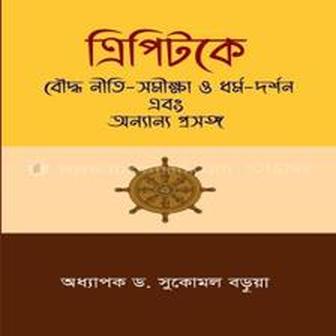 ত্রিপিটকে
বৌদ্ধ নীতি-সমীক্ষা ও ধর্ম-দর্শন
এবং
অন্যান্য প্রসঙ্গ
অধ্যাপক ড. সুকোমল বড়ুয়া